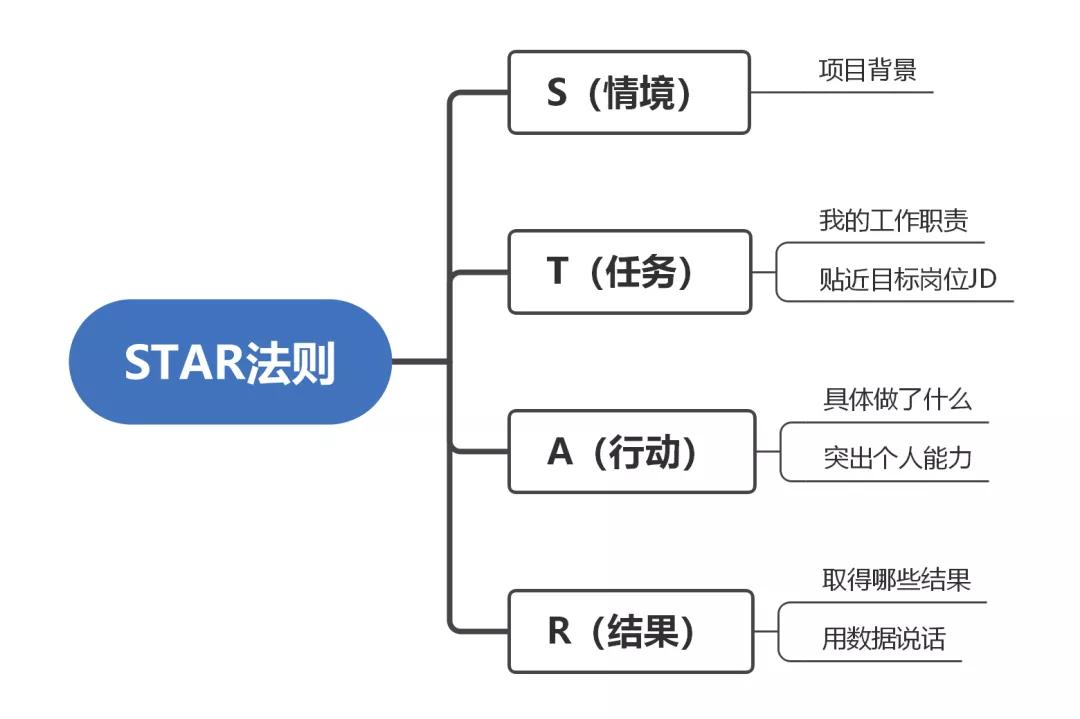 STAR法则
S（情境）
项目背景
T（任务）
我的工作职责
贴近目标岗位JD
A（行动）
具体做了什么
突出个人能力
R（结果）
取得哪些结果
用数据说话